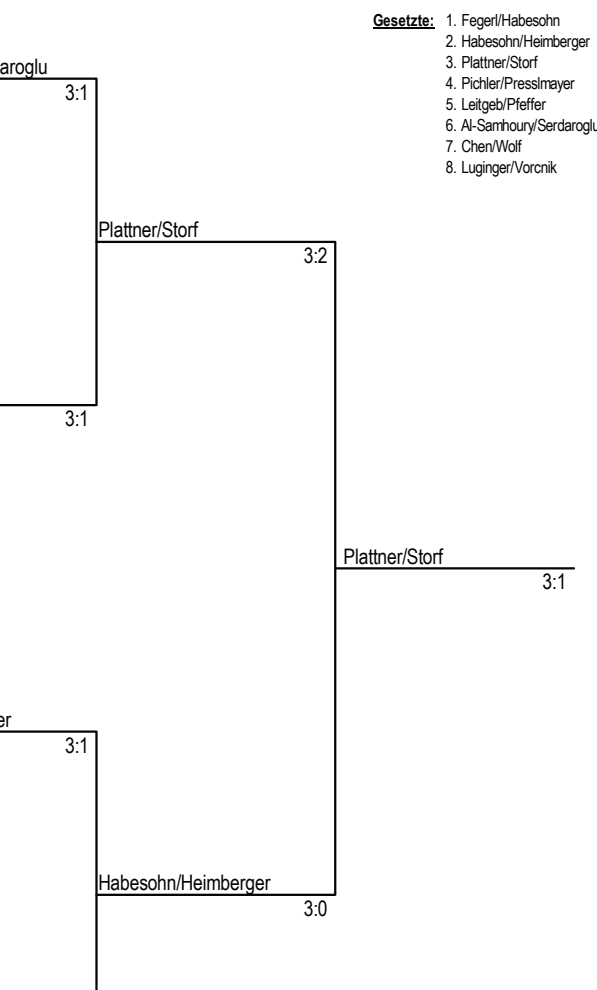 Gesetzte: 1. Fegerl/Habesohn
2. Habesohn/Heimberger
3. Plattner/Storf
4. Pichler/Presslmayer
5. Leitgeb/Pfeffer
6. Al-Samhoury/Serdaroglu
7. Chen/Wolf
8. Luginger/Vorcnik
aroglu
3:1
Plattner/Storf
3:2
3:1
Plattner/Storf
3:1
er
3:1
Habesohn/Heimberger
3:0